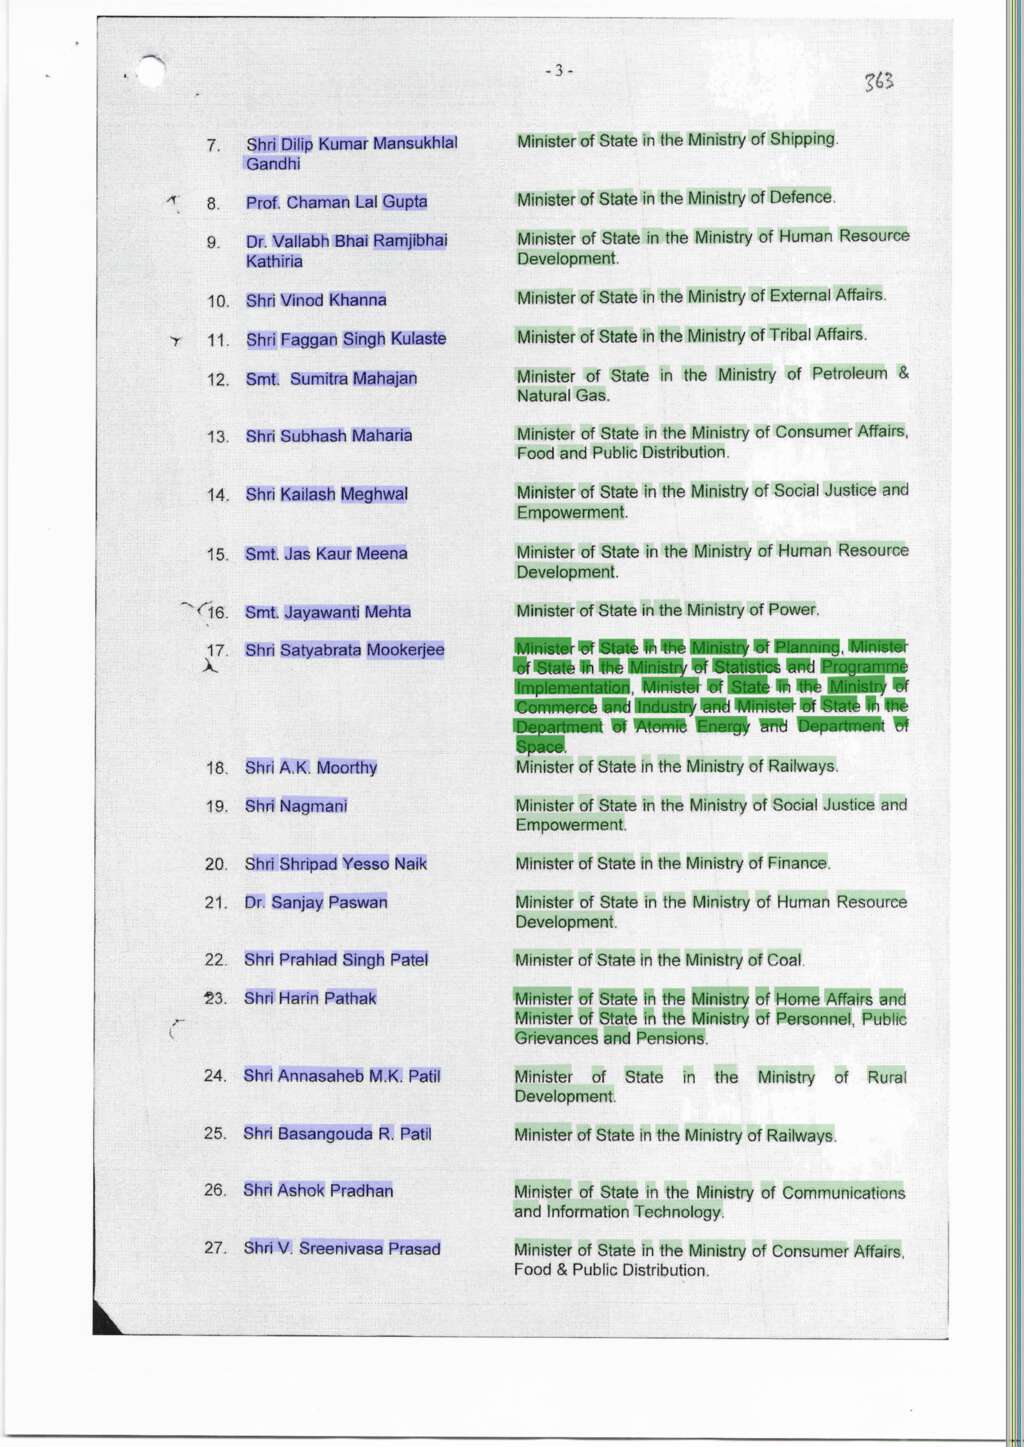 - 3 -
363
7. Shri Dilip Kumar Mansukhlal Minister of State in the Ministry of Shipping.
Gandhi
8. Prof. Chaman Lal Gupta Minister of State in the Ministry of Defence.
9. Dr. Vallabh Bhai Ramjibhai Minister of State in the Ministry of Human Resource
Kathiria Development.
10. Shri Vinod Khanna Minister of State in the Ministry of External Affairs.
11. Shri Faggan Singh Kulaste Minister of State in the Ministry of Tribal Affairs.
12. Smt. Sumitra Mahajan Minister of State in the Ministry of Petroleum &
Natural Gas.
13. Shri Subhash Maharia Minister of State in the Ministry of Consumer Affairs,
Food and Public Distribution.
14. Shri Kailash Meghwal Minister of State in the Ministry of Social Justice and
Empowerment.
15. Smt. Jas Kaur Meena Minister of State in the Ministry of Human Resource
Development.
16. Smt. Jayawanti Mehta Minister of State in the Ministry of Power.
17. Shri Satyabrata Mookerjee Minister of State in the Ministry of Planning, Minister
of State in the Ministry of Statistics and Programme
Implementation, Minister of State in the Ministry of
Commerce and Industry and Minister of State in the
Department of Atomic Energy and Department of
Space.
18. Shri A.K. Moorthy Minister of State in the Ministry of Railways.
19. Shri Nagmani Minister of State in the Ministry of Social Justice and
Empowerment.
20. Shri Shripad Yesso Naik Minister of State in the Ministry of Finance.
21. Dr. Sanjay Paswan Minister of State in the Ministry of Human Resource
Development.
22. Shri Prahlad Singh Patel Minister of State in the Ministry of Coal.
23. Shri Harin Pathak Minister of State in the Ministry of Home Affairs and
Minister of State in the Ministry of Personnel, Public
Grievances and Pensions.
24. Shri Annasaheb M.K. Patil Minister of State in the Ministry of Rural
Development.
25. Shri Basangouda R. Patil Minister of State in the Ministry of Railways.
26. Shri Ashok Pradhan Minister of State in the Ministry of Communications
and Information Technology.
27. Shri V. Sreenivasa Prasad Minister of State in the Ministry of Consumer Affairs,
Food & Public Distribution.